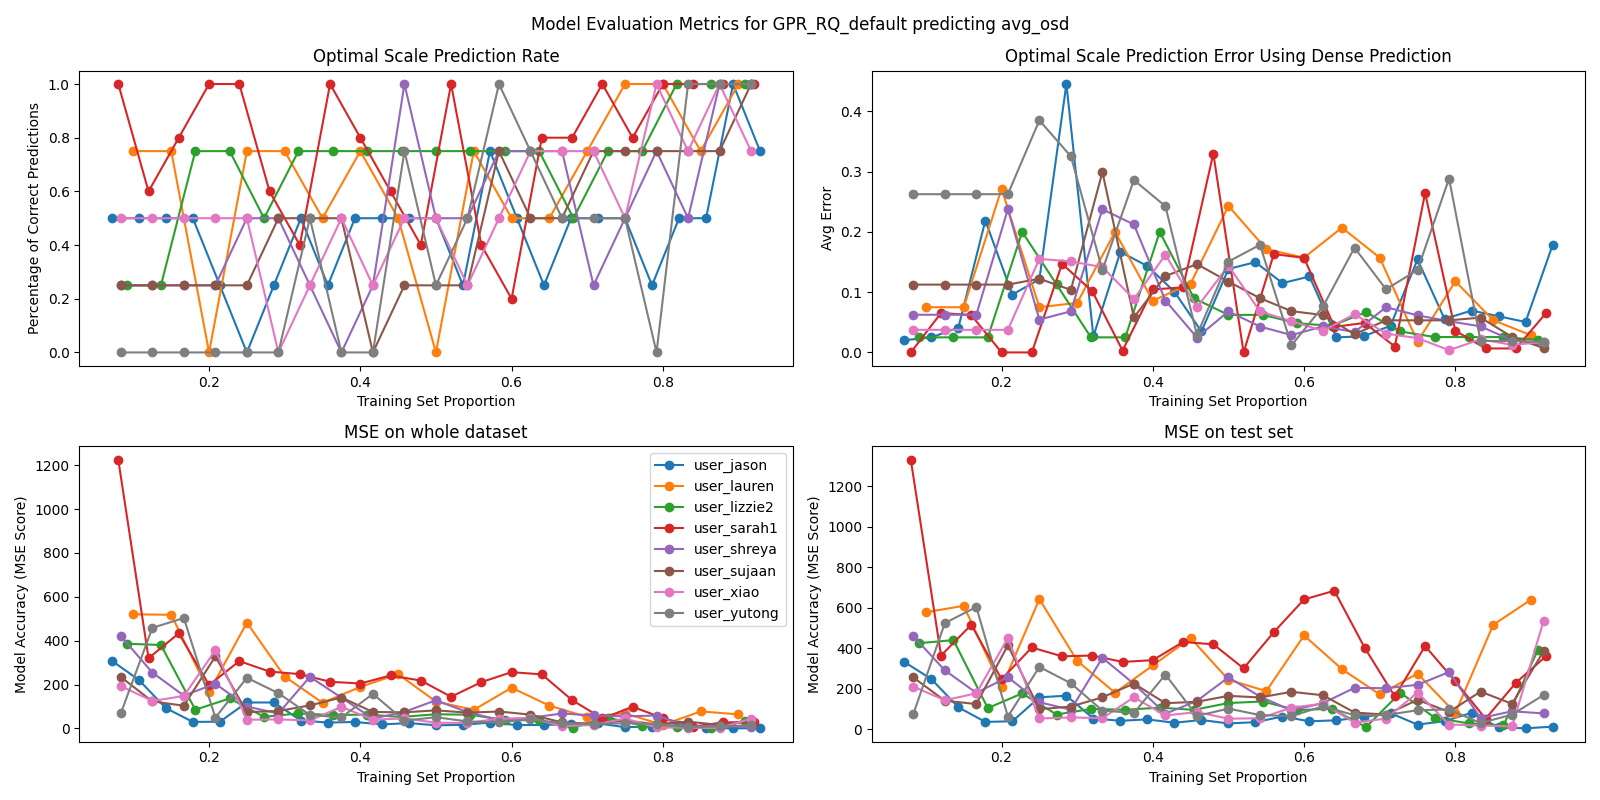 Model Evaluation Metrics for GPR_RQ_default predicting avg_osd
Optimal Scale Prediction Rate
Percentage of Correct Predictions
1.0
0.8
0.6
0.4
0.2
0.0
0.2
0.4
0.6
0.8
Training Set Proportion
Optimal Scale Prediction Error Using Dense Prediction
Avg Error
0.4
0.3
0.2
0.1
0.0
0.2
0.4
0.6
0.8
Training Set Proportion
MSE on whole dataset
Model Accuracy (MSE Score)
1200
1000
800
600
400
200
0
user_jason
user_lauren
user_lizzie2
user_sarah1
user_shreya
user_sujaan
user_xiao
user_yutong
0.2
0.4
0.6
0.8
Training Set Proportion
MSE on test set
Model Accuracy (MSE Score)
1200
1000
800
600
400
200
0
0.2
0.4
0.6
0.8
Training Set Proportion